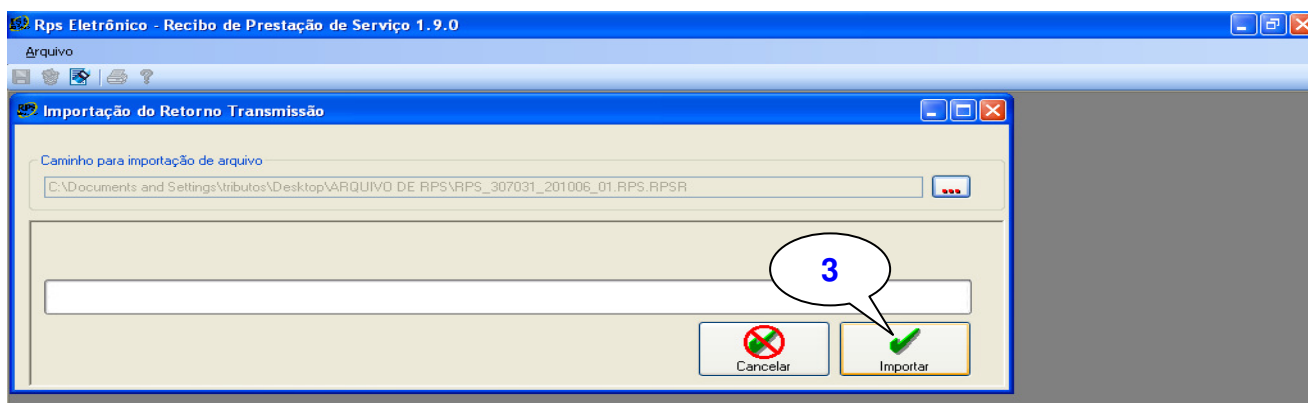 Rps Eletrônico - Recibo de Prestação de Serviço 1.9.0
Arquivo
Importação do Retorno Transmissão
Caminho para importação de arquivo
C:\Documents and Settings\tributos\Desktop\ARQUIVO DE RPS\RPS_307031_201006_01.RPS.RPSR
...
3
Cancelar
Importar